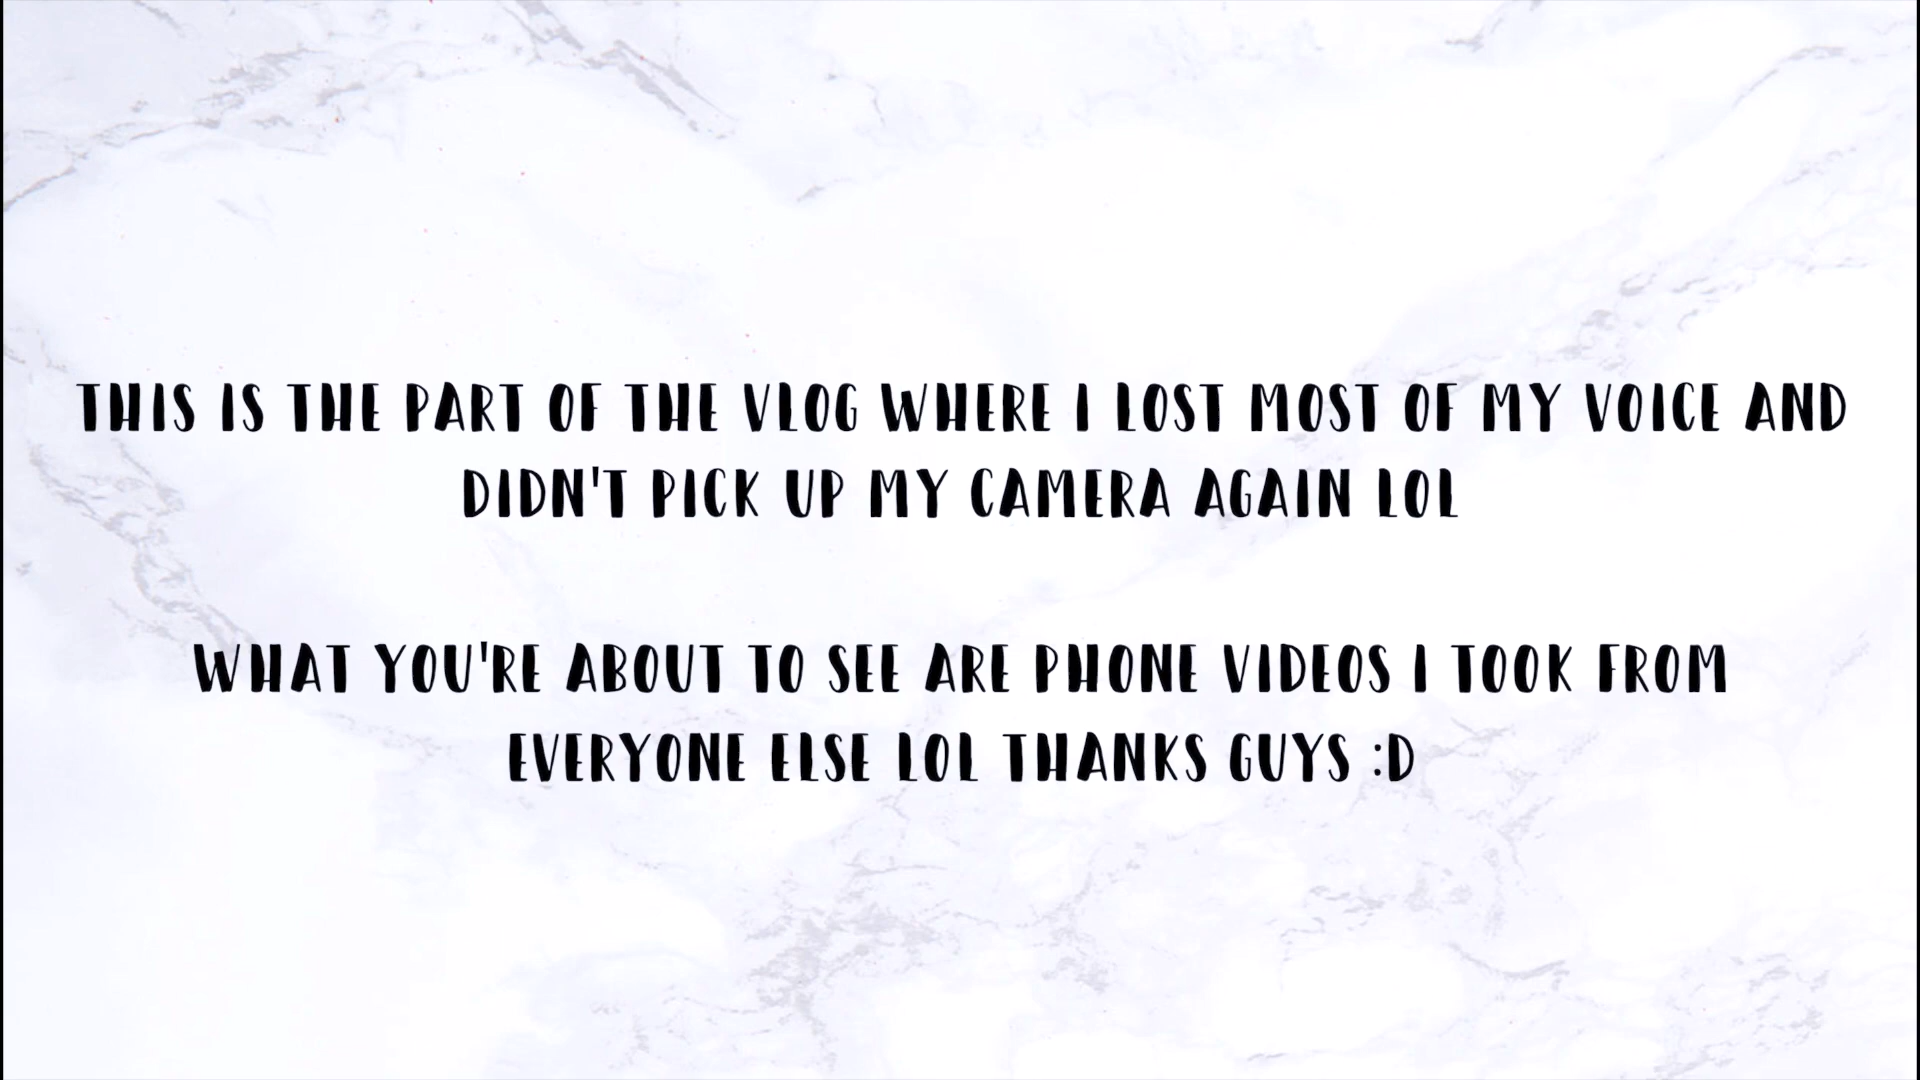 THIS IS THE PART OF THE VLOG WHERE I LOST MOST OF MY VOICE AND
DIDN'T PICK UP MY CAMERA AGAIN LOL
WHAT YOU'RE ABOUT TO SEE ARE PHONE VIDEOS I TOOK FROM
EVERYONE ELSE LOL THANKS GUYS :D